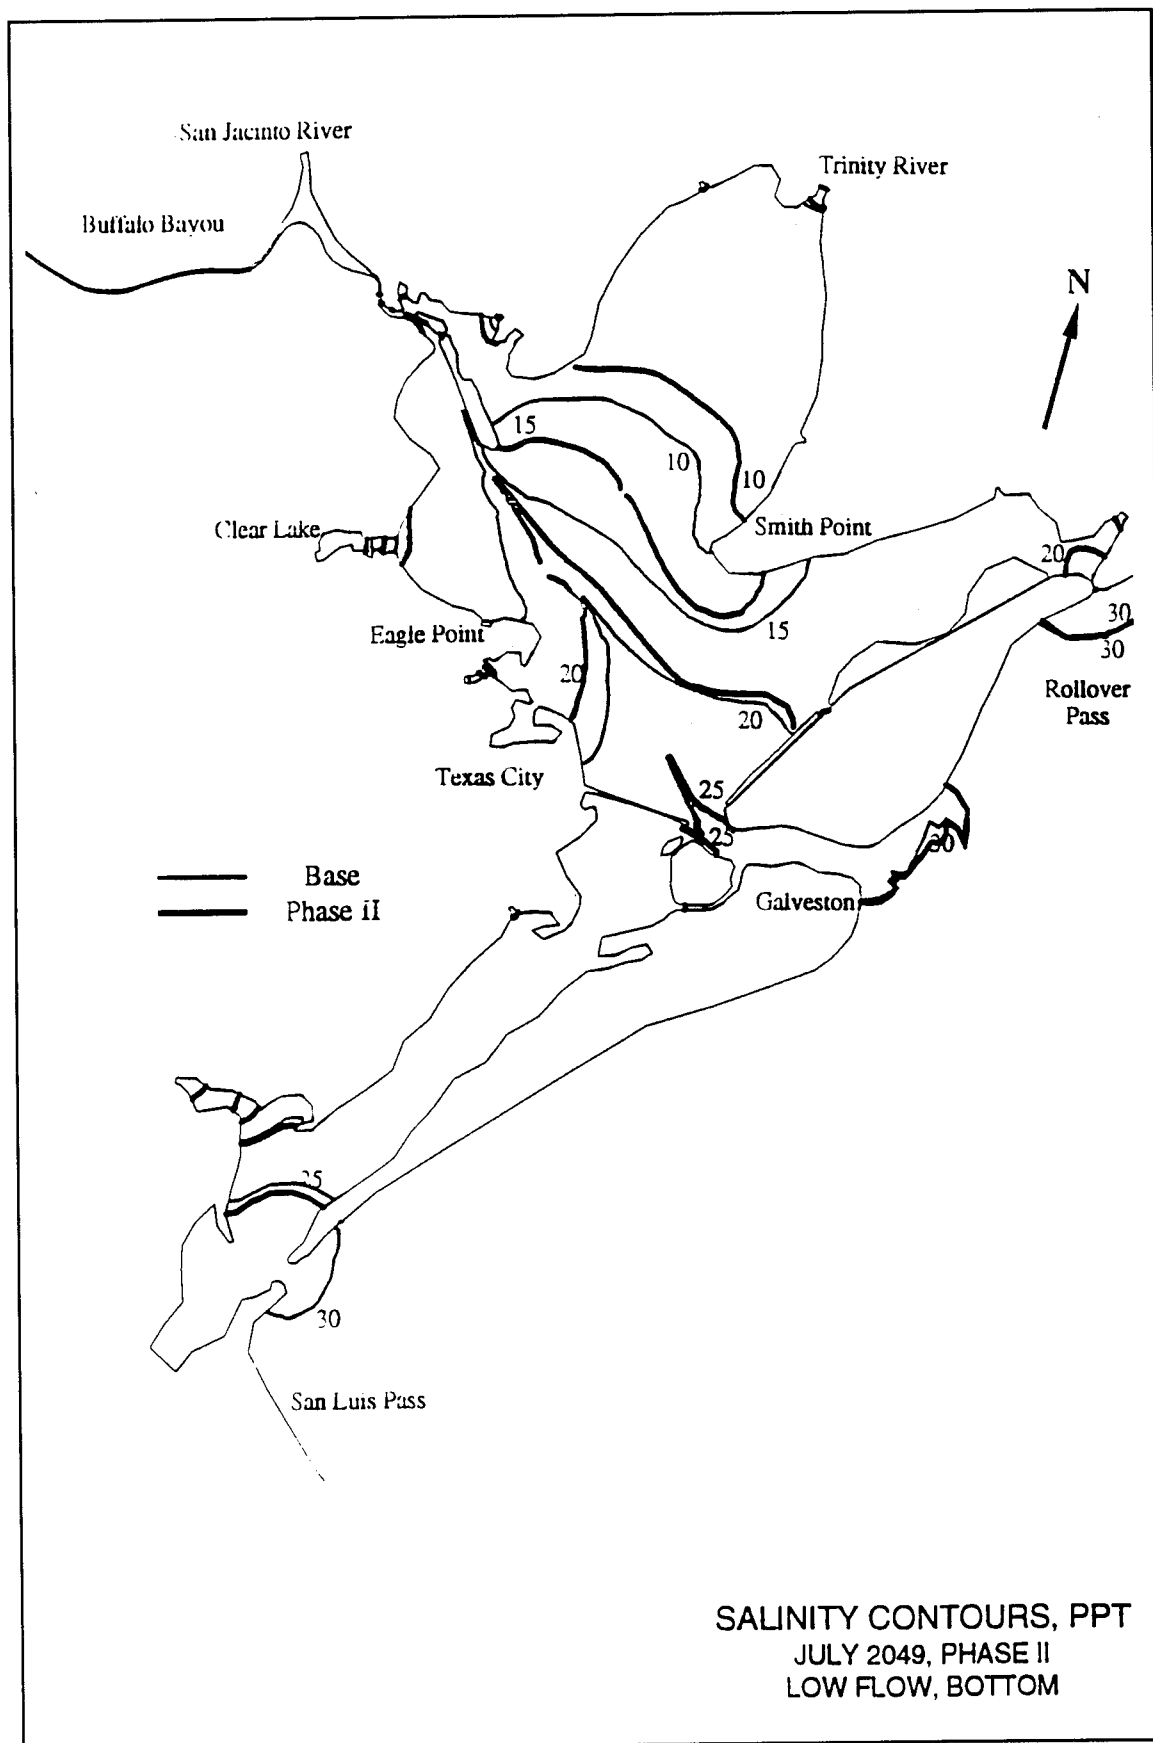 San Jacinto River
Trinity River
Buffalo Bayou
N
15
10
10
Clear Lake
Smith Point
20
30
Eagle Point
15
30
20
Rollover
Pass
20
Texas City
25
25
30
Base
Galveston
Phase II
30
San Luis Pass
SALINITY CONTOURS, PPT
JULY 2049, PHASE II
LOW FLOW, BOTTOM